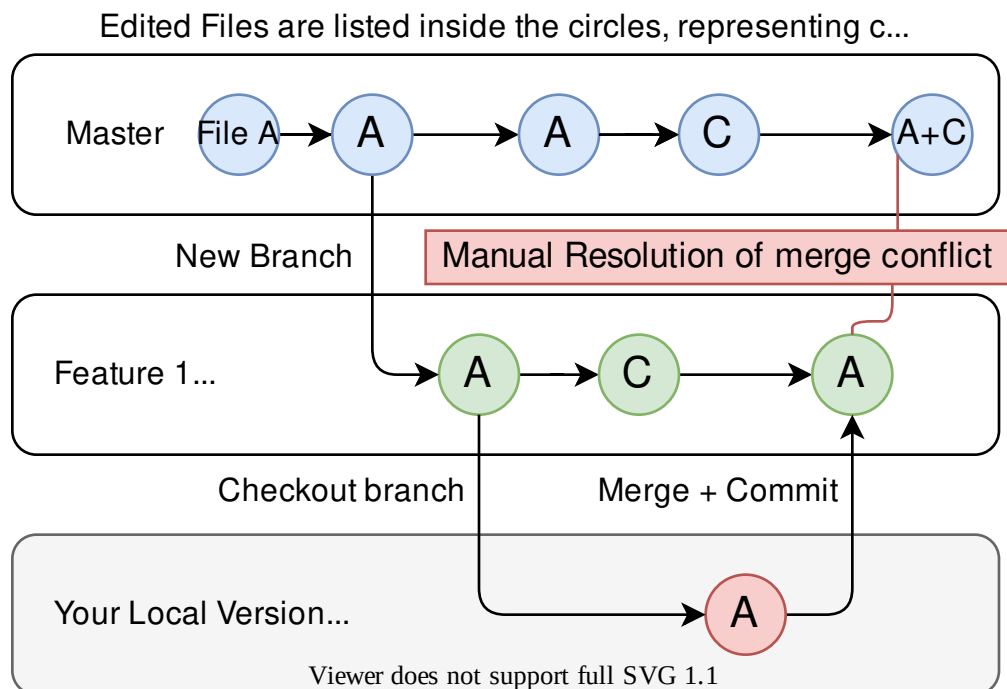 Edited Files are listed inside the circles, representing c...
Master
File A
A
A
C
A+C
New Branch
Manual Resolution of merge conflict
Feature 1...
A
C
A
Checkout branch
Merge + Commit
Your Local Version...
A
Viewer does not support full SVG 1.1